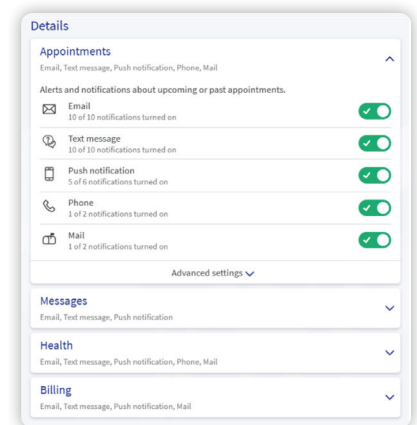 Details
Appointments
Email, Text message, Push notification, Phone, Mail
Alerts and notifications about upcoming or past appointments.
Email
10 of 10 notifications turned on
Text message
10 of 10 notifications turned on
Push notification
5 of 6 notifications turned on
Phone
1 of 2 notifications turned on
Mail
1 of 2 notifications turned on
Advanced settings
Messages
Email, Text message, Push notification
Health
Email, Text message, Push notification, Phone, Mail
Billing
Email, Text message, Push notification, Mail